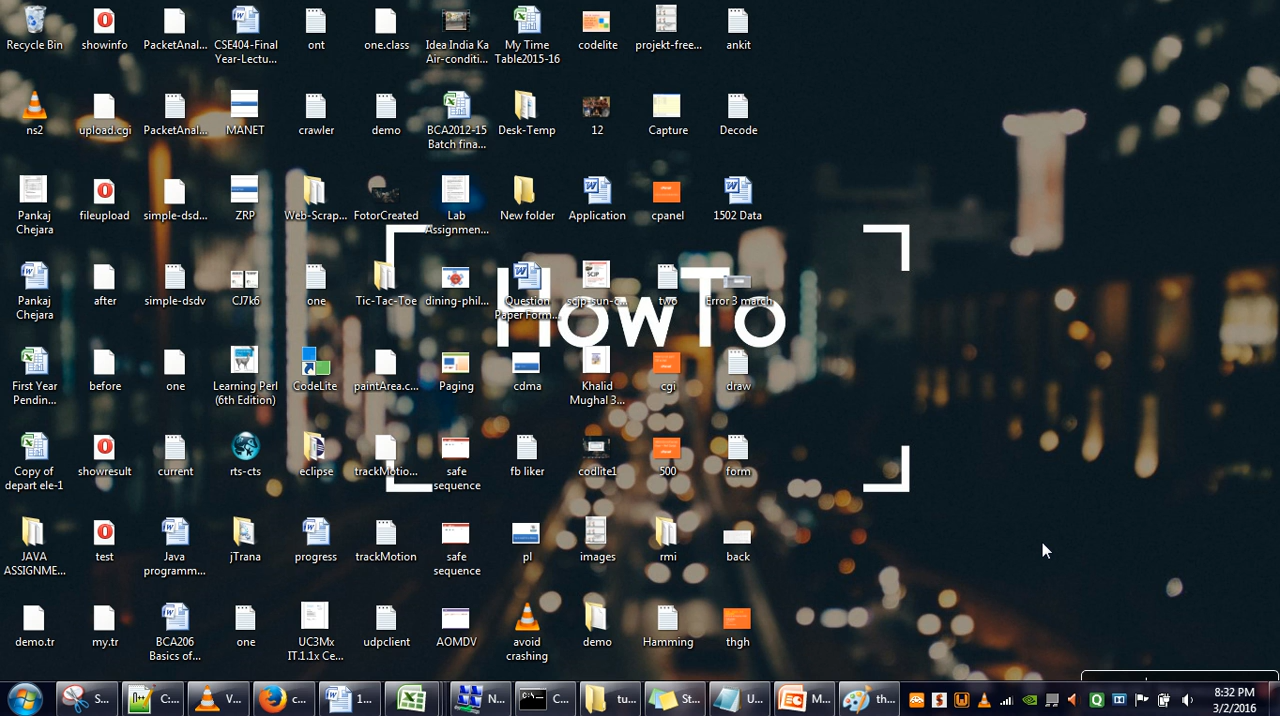 Recycle Bin
showinfo
PacketAnal...
CSE404-Final
Year-Lectu...
ont
one.class
Idea India Ka
Air-conditi...
My Time
Table2015-16
codelite
projekt-free...
ankit
ns2
upload.cgi
PacketAnal...
MANET
crawler
demo
BCA2012-15
Batch fina...
Desk-Temp
12
Capture
Decode
Pankaj
Chejara
fileupload
simple-dsd...
ZRP
Web-Scrap...
FotorCreated
Lab
Assignmen...
New folder
Application
cpanel
1502 Data
Pankaj
Chejara
after
simple-dsdv
CJ7k6
one
Tic-Tac-Toe
dining-phil...
Question
Paper Form...
scjp-sun-c...
two
Error 3 march
HowTo
First Year
Pendin...
before
one
Learning Perl
(6th Edition)
CodeLite
paintArea.c...
Paging
cdma
Khalid
Mughal 3...
cgi
draw
Copy of
depart ele-1
showresult
current
rts-cts
eclipse
trackMotio...
safe
sequence
fb liker
codlite1
500
form
JAVA
ASSIGNME...
test
Java
programm...
jTrana
progress
trackMotion
safe
sequence
pl
images
rmi
back
demo.tr
my.tr
BCA206
Basics of...
one
UC3Mx
IT.1.1x Ce...
udpclient
AOMDV
avoid
crashing
demo
Hamming
thgh
S...
C:...
V...
c...
...
N...
C...
tu...
St...
U...
M...
th...
8:32 PM
3/2/2016